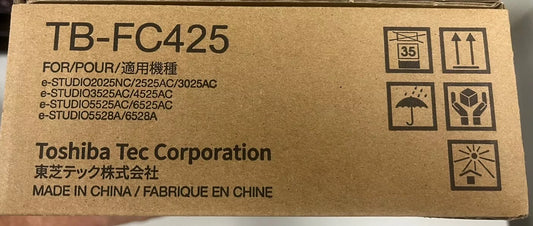 TB-FC425
FOR/POUR/適用機種
e-STUDIO2025NC/2525AC/3025AC
e-STUDIO3525AC/4525AC
e-STUDIO5525AC/6525AC
e-STUDIO5528A/6528A
35
Toshiba Tec Corporation
東芝テック株式会社
MADE IN CHINA / FABRIQUE EN CHINE